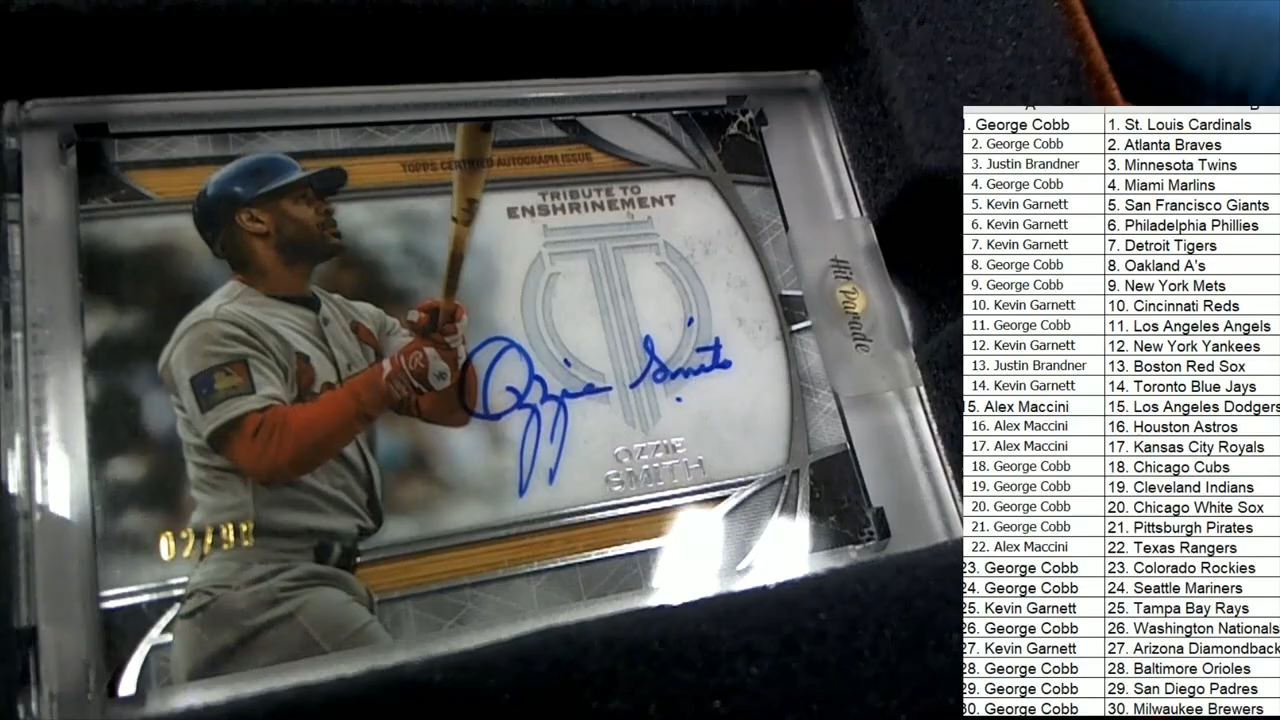 TOPPS CERTIFIED AUTOGRAPH ISSUE
TRIBUTE TO
ENSHRINEMENT
Ozzie Smith
OZZIE
SMITH
Hit Parade
A B
1. George Cobb 1. St. Louis Cardinals
2. George Cobb 2. Atlanta Braves
3. Justin Brandner 3. Minnesota Twins
4. George Cobb 4. Miami Marlins
5. Kevin Garnett 5. San Francisco Giants
6. Kevin Garnett 6. Philadelphia Phillies
7. Kevin Garnett 7. Detroit Tigers
8. George Cobb 8. Oakland A's
9. George Cobb 9. New York Mets
10. Kevin Garnett 10. Cincinnati Reds
11. George Cobb 11. Los Angeles Angels
12. Kevin Garnett 12. New York Yankees
13. Justin Brandner 13. Boston Red Sox
14. Kevin Garnett 14. Toronto Blue Jays
15. Alex Maccini 15. Los Angeles Dodgers
16. Alex Maccini 16. Houston Astros
17. Alex Maccini 17. Kansas City Royals
18. George Cobb 18. Chicago Cubs
19. George Cobb 19. Cleveland Indians
20. George Cobb 20. Chicago White Sox
21. George Cobb 21. Pittsburgh Pirates
22. Alex Maccini 22. Texas Rangers
23. George Cobb 23. Colorado Rockies
24. George Cobb 24. Seattle Mariners
25. Kevin Garnett 25. Tampa Bay Rays
26. George Cobb 26. Washington Nationals
27. Kevin Garnett 27. Arizona Diamondback
28. George Cobb 28. Baltimore Orioles
29. George Cobb 29. San Diego Padres
30. George Cobb 30. Milwaukee Brewers